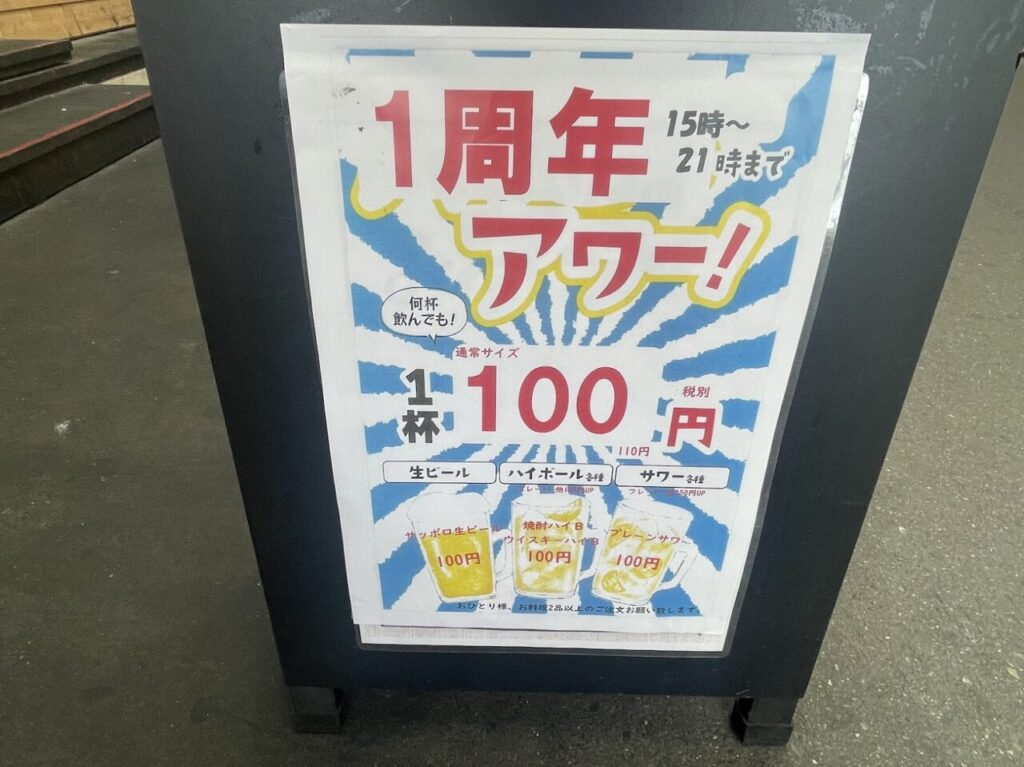 1周年
15時～
21時まで
アワー!
何杯
飲んでも!
通常サイズ
1杯
100円
税別
110円
生ビール
ハイボール各種
サワー各種
サッポロ生ビール
100円
焼酎ハイB
ウイスキーハイB
100円
プレーンサワー
100円
おひとり様、お料理2品以上のご注文お願い致します。